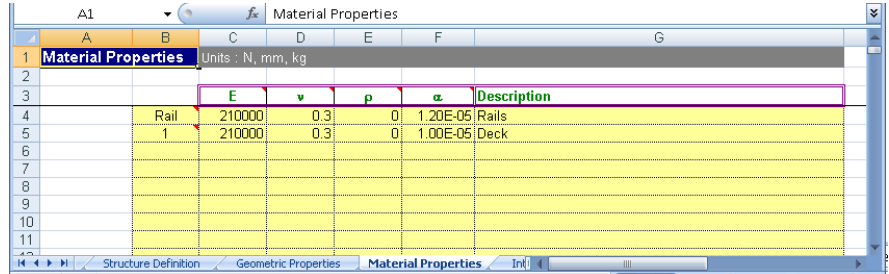 A1 fx Material Properties
A B C D E F G
1 Material Properties Units : N, mm, kg
2
3 E ν ρ α Description
4 Rail 210000 0.3 0 1.20E-05 Rails
5 1 210000 0.3 0 1.00E-05 Deck
6
7
8
9
10
11
Structure Definition Geometric Properties Material Properties